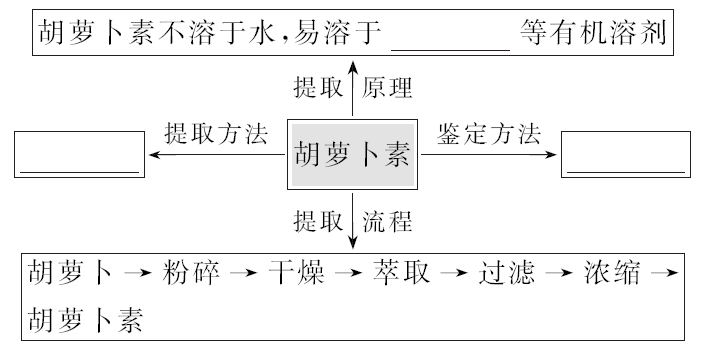 胡萝卜素不溶于水,易溶于 ________ 等有机溶剂
提取 原理
提取方法
鉴定方法
胡萝卜素
提取 流程
胡萝卜→粉碎→干燥→萃取→过滤→浓缩→
胡萝卜素